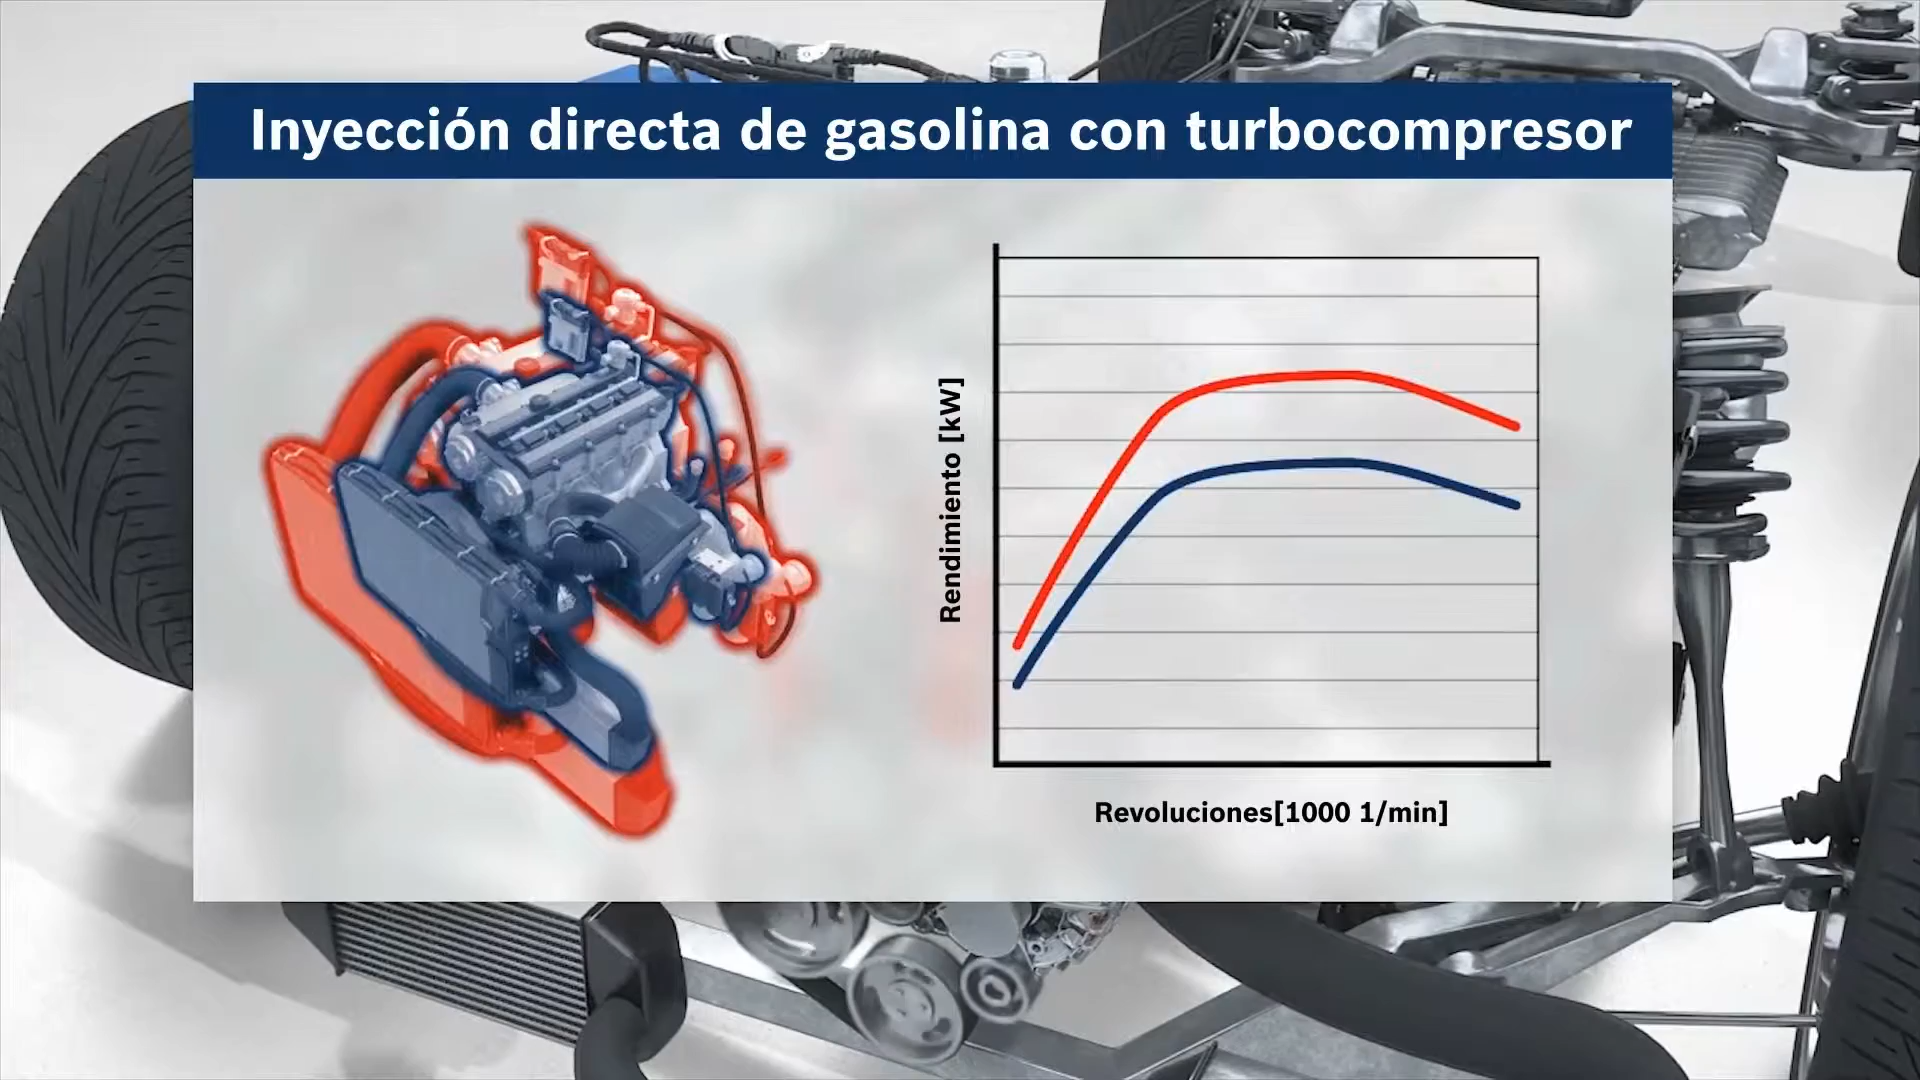 Inyección directa de gasolina con turbocompresor
Rendimiento [kW]
Revoluciones[1000 1/min]